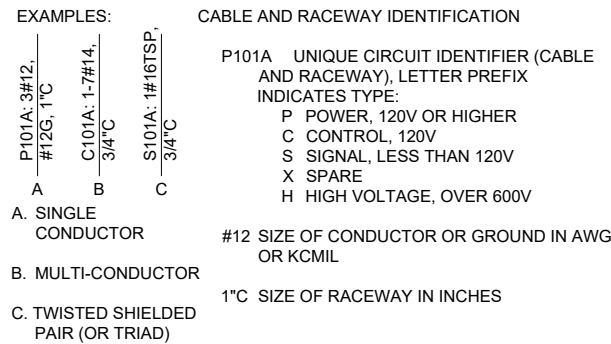 EXAMPLES:
P101A: 3#12,
#12G, 1"C
C101A: 1-7#14,
3/4"C
S101A: 1#16TSP,
3/4"C
A
B
C
A. SINGLE
CONDUCTOR
B. MULTI-CONDUCTOR
C. TWISTED SHIELDED
PAIR (OR TRIAD)
CABLE AND RACEWAY IDENTIFICATION
P101A UNIQUE CIRCUIT IDENTIFIER (CABLE
AND RACEWAY), LETTER PREFIX
INDICATES TYPE:
P POWER, 120V OR HIGHER
C CONTROL, 120V
S SIGNAL, LESS THAN 120V
X SPARE
H HIGH VOLTAGE, OVER 600V
#12 SIZE OF CONDUCTOR OR GROUND IN AWG
OR KCMIL
1"C SIZE OF RACEWAY IN INCHES